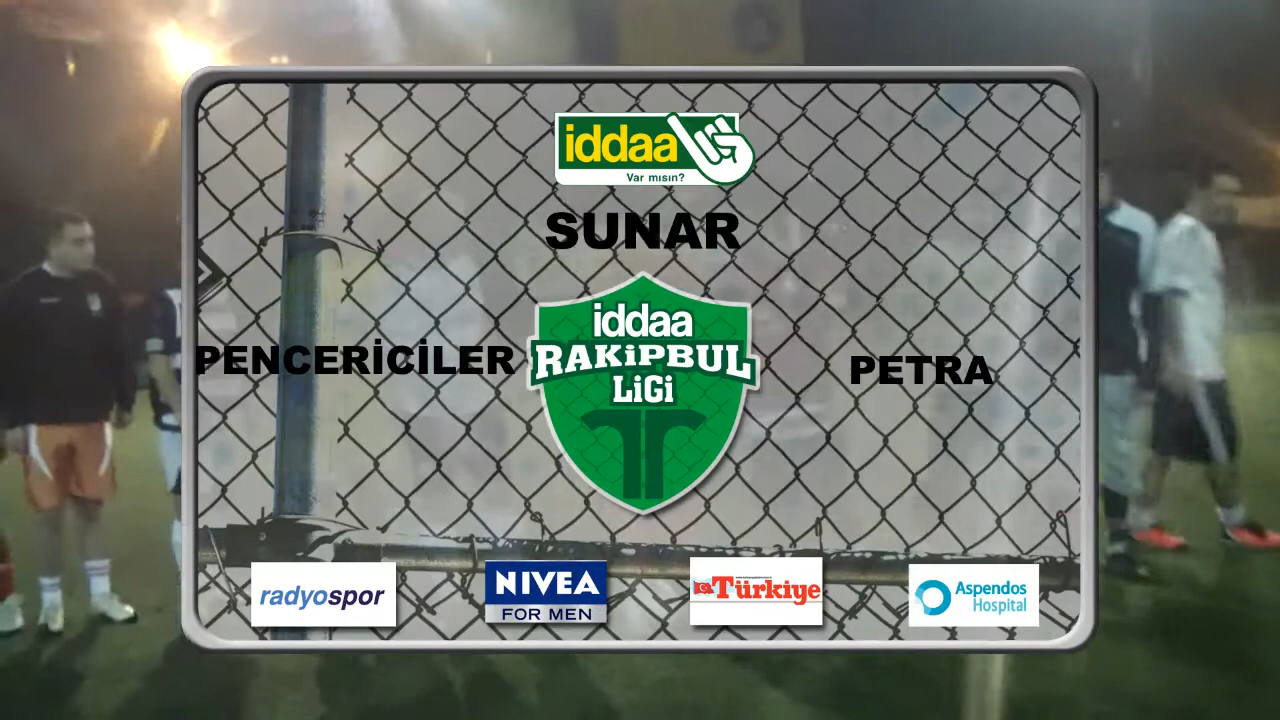 iddaa
Var mısın?
SUNAR
iddaa
RAKİPBUL
LİGİ
PENCERİCİLER
PETRA
radyospor
NIVEA
FOR MEN
Türkiye
Aspendos
Hospital